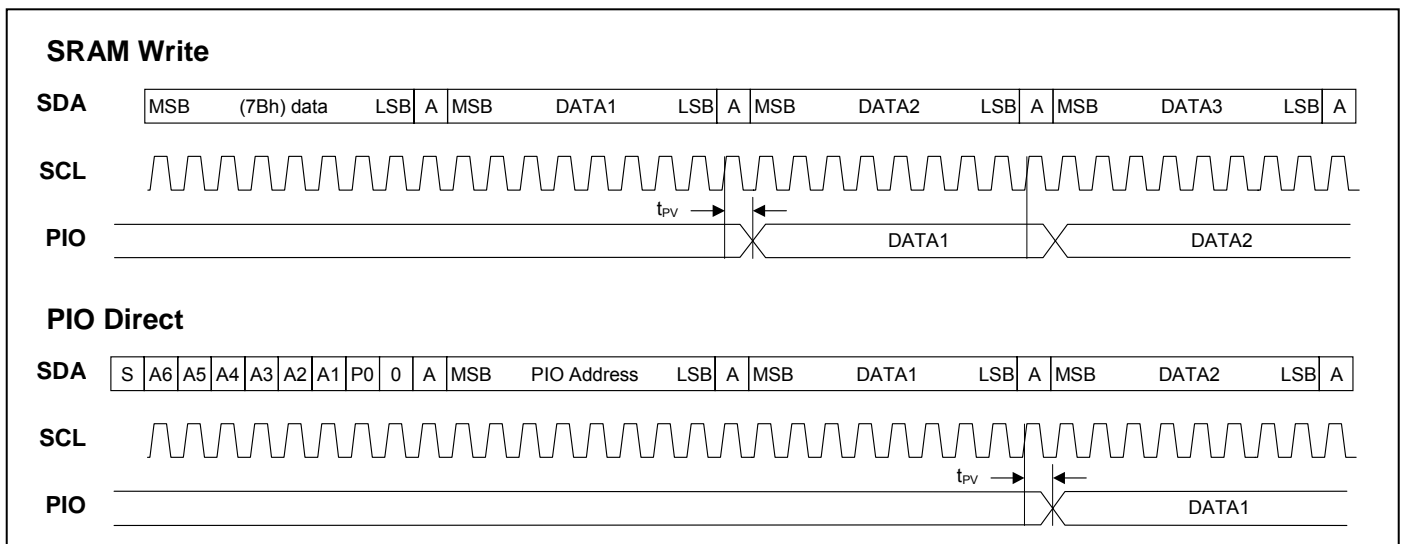 SRAM Write
SDA MSB (7Bh) data LSB A MSB DATA1 LSB A MSB DATA2 LSB A MSB DATA3 LSB A
SCL
tPV
PIO DATA1 DATA2
PIO Direct
SDA S A6 A5 A4 A3 A2 A1 P0 0 A MSB PIO Address LSB A MSB DATA1 LSB A MSB DATA2 LSB A
SCL
tPV
PIO DATA1